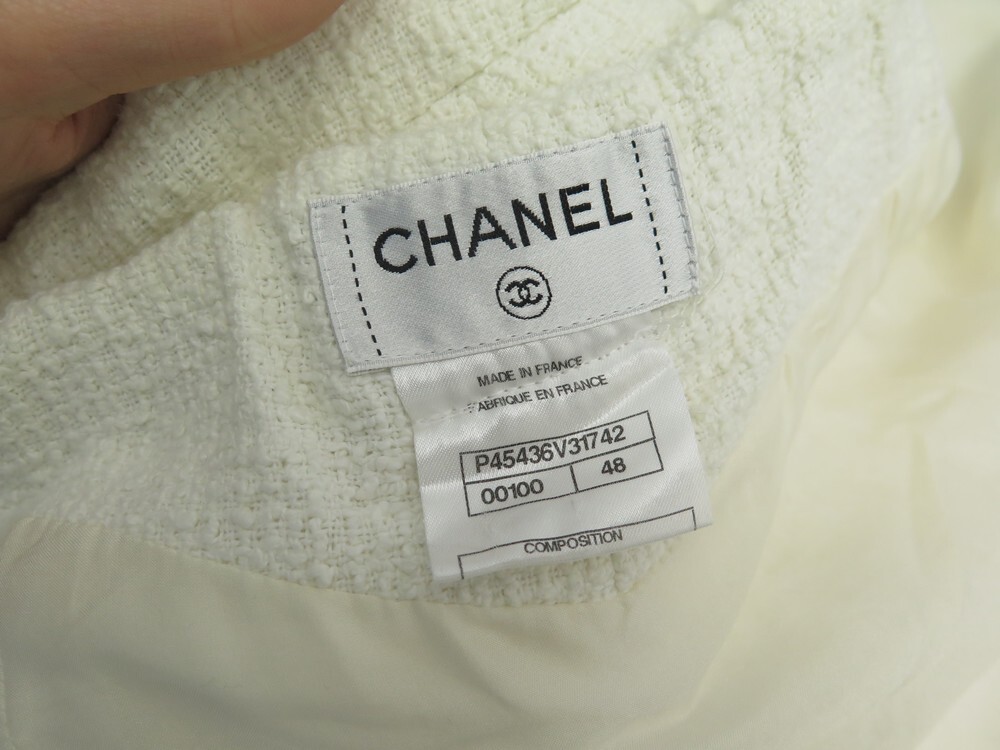 CHANEL
MADE IN FRANCE
FABRIQUE EN FRANCE
P45436V31742
00100 48
COMPOSITION